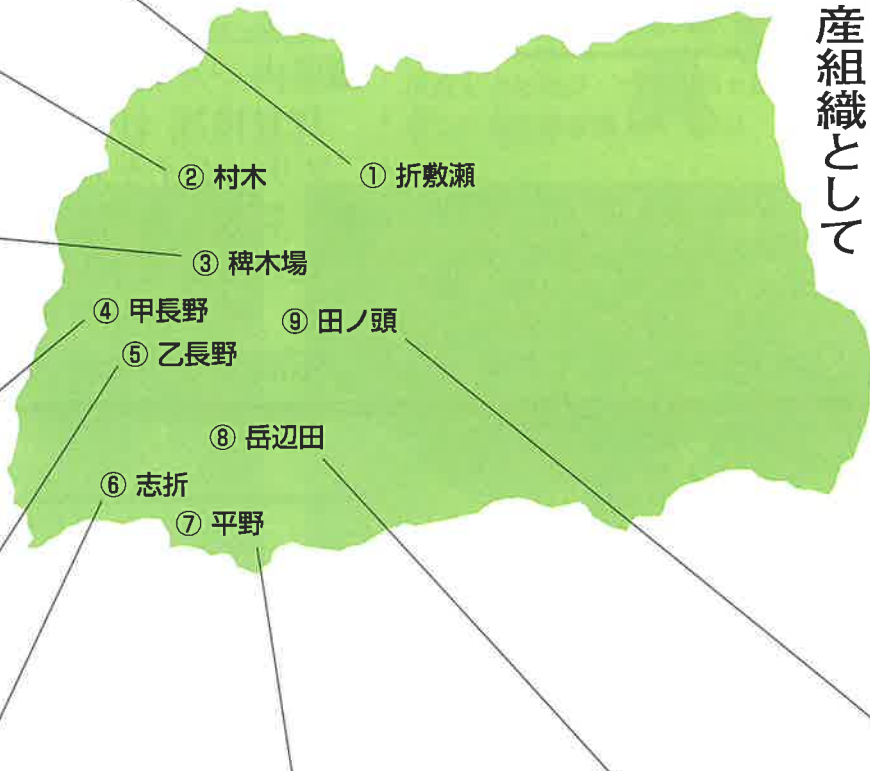 産組織として
① 折敷瀬
② 村木
③ 稗木場
④ 甲長野
⑤ 乙長野
⑥ 志折
⑦ 平野
⑧ 岳辺田
⑨ 田ノ頭